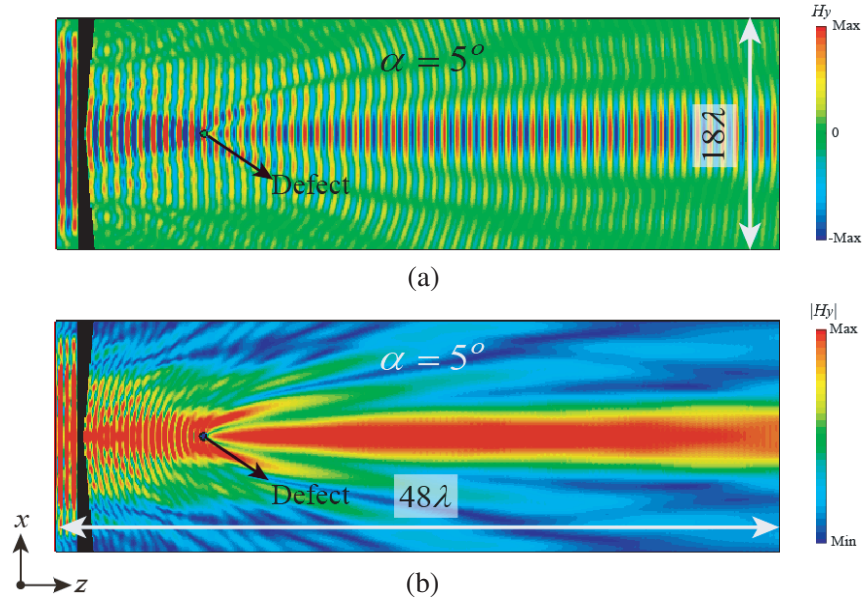 Hy
Max
α = 5°
0
18λ
Defect
-Max
(a)
|Hy|
Max
α = 5°
Defect
48λ
x
Min
z
(b)